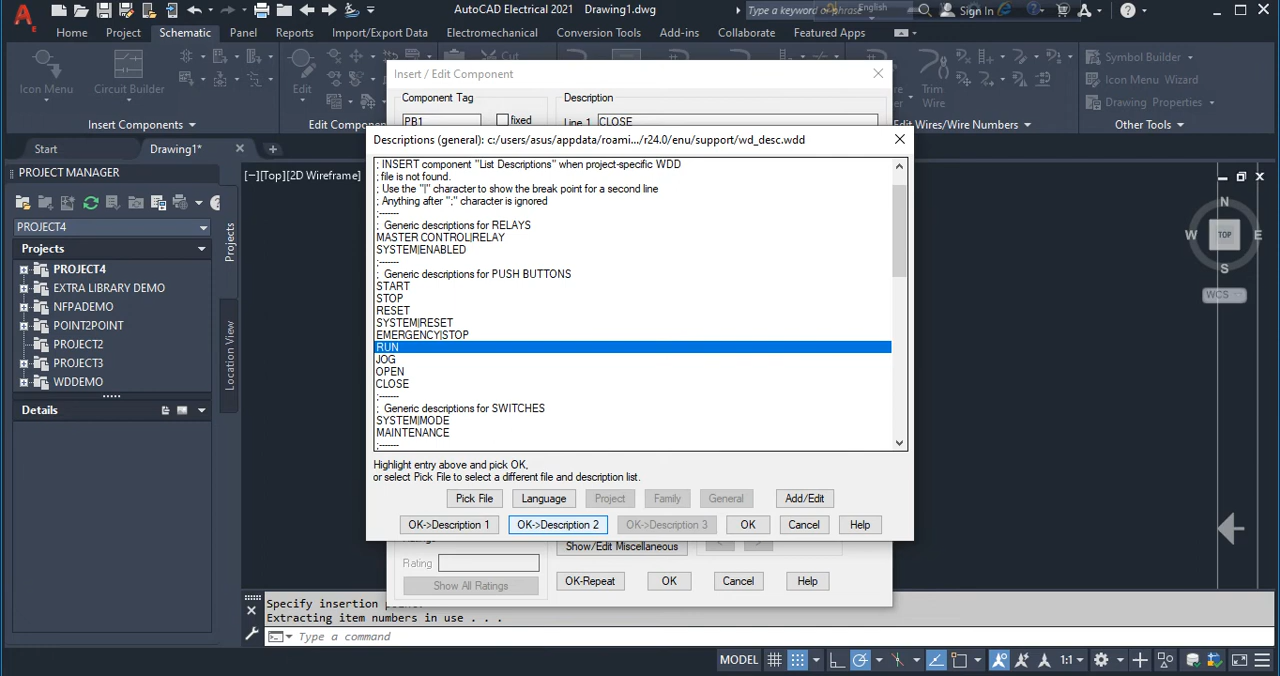 AutoCAD Electrical 2021 Drawing1.dwg
Type a keyword or phrase
English
Sign In
Home Project Schematic Panel Reports Import/Export Data Electromechanical Conversion Tools Add-ins Collaborate Featured Apps
Icon Menu
Circuit Builder
Edit
Cut
Trim
Wire
Symbol Builder
Icon Menu Wizard
Drawing Properties
Insert Components
Edit Compon
Edit Wires/Wire Numbers
Other Tools
Insert / Edit Component
Component Tag
Description
PB1
fixed
Line 1
CLOSE
Start
Drawing1*
PROJECT MANAGER
[−][Top][2D Wireframe]
PROJECT4
Projects
PROJECT4
EXTRA LIBRARY DEMO
NFPADEMO
POINT2POINT
PROJECT2
PROJECT3
WDDEMO
Details
Projects
Location View
Descriptions (general): c:/users/asus/appdata/roami.../r24.0/enu/support/wd_desc.wdd
; INSERT component "List Descriptions" when project-specific WDD
; file is not found.
; Use the "|" character to show the break point for a second line
; Anything after ";" character is ignored
;-------
;  Generic descriptions for RELAYS
MASTER CONTROL|RELAY
SYSTEM|ENABLED
;-------
;  Generic descriptions for PUSH BUTTONS
START
STOP
RESET
SYSTEM|RESET
EMERGENCY|STOP
RUN
JOG
OPEN
CLOSE
;-------
;  Generic descriptions for SWITCHES
SYSTEM|MODE
MAINTENANCE
;-------
Highlight entry above and pick OK,
or select Pick File to select a different file and description list.
Pick File Language Project Family General Add/Edit
OK->Description 1 OK->Description 2 OK->Description 3 OK Cancel Help
Ratings
Rating
Show All Ratings
Show/Edit Miscellaneous
< >
OK-Repeat OK Cancel Help
N
W TOP E
S
WCS
Extracting item numbers in use . . .
Type a command
MODEL
1:1